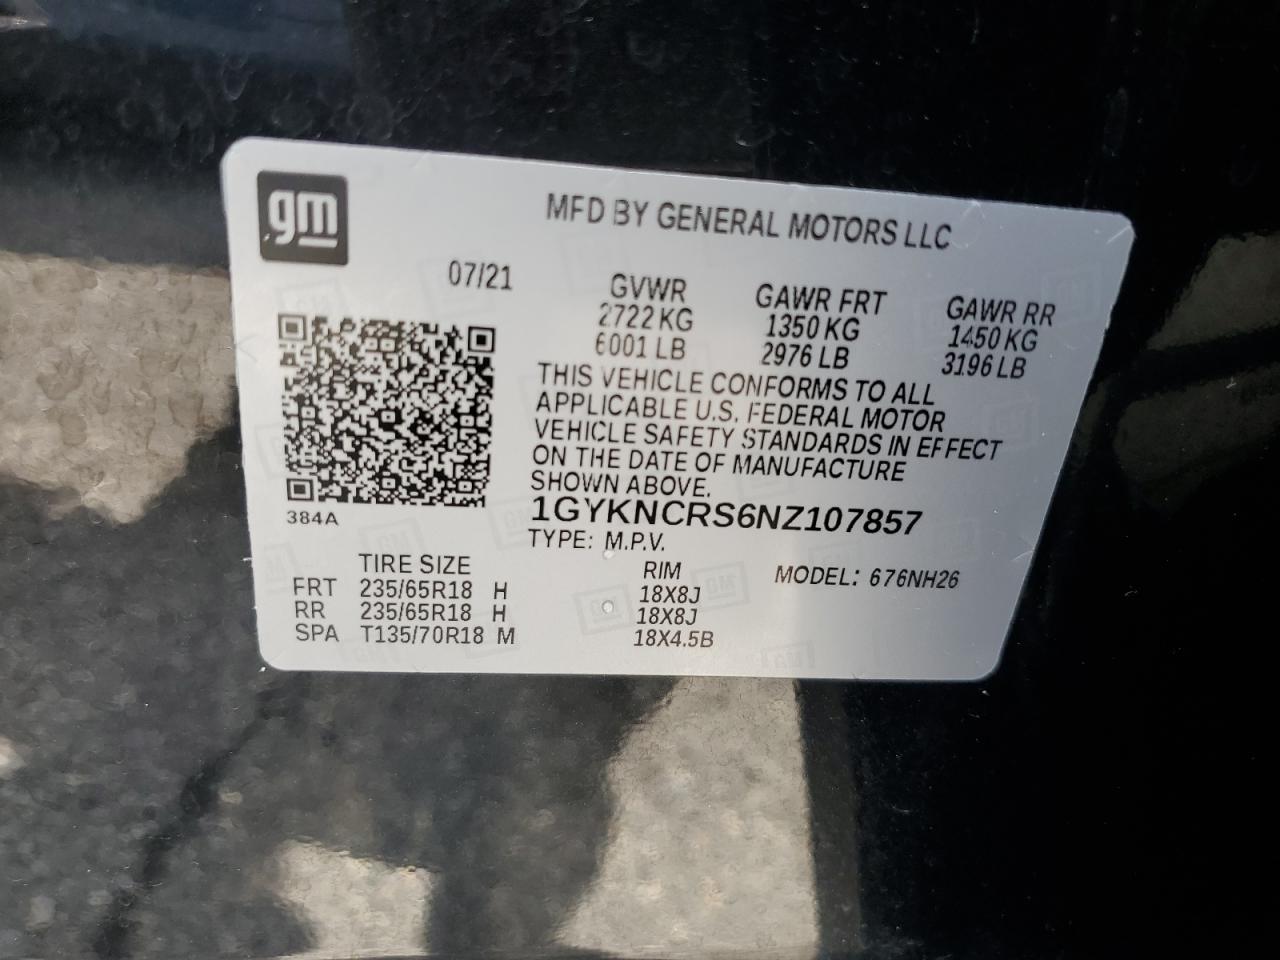 gm
MFD BY GENERAL MOTORS LLC
07/21
GVWR GAWR FRT GAWR RR
2722 KG 1350 KG 1450 KG
6001 LB 2976 LB 3196 LB
THIS VEHICLE CONFORMS TO ALL
APPLICABLE U.S. FEDERAL MOTOR
VEHICLE SAFETY STANDARDS IN EFFECT
ON THE DATE OF MANUFACTURE
SHOWN ABOVE.
384A
1GYKNCRS6NZ107857
TYPE: M.P.V.
TIRE SIZE RIM MODEL: 676NH26
FRT 235/65R18 H 18X8J
RR 235/65R18 H 18X8J
SPA T135/70R18 M 18X4.5B